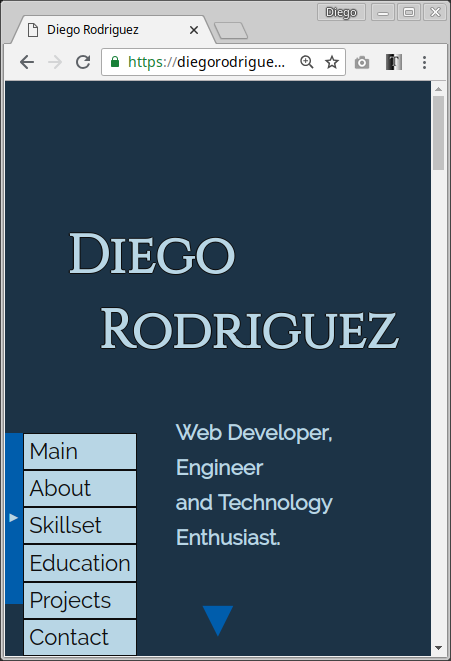 Diego
Diego Rodriguez
https://diegorodrigue...
Diego
Rodriguez
Web Developer,
Engineer
and Technology
Enthusiast.
Main
About
Skillset
Education
Projects
Contact